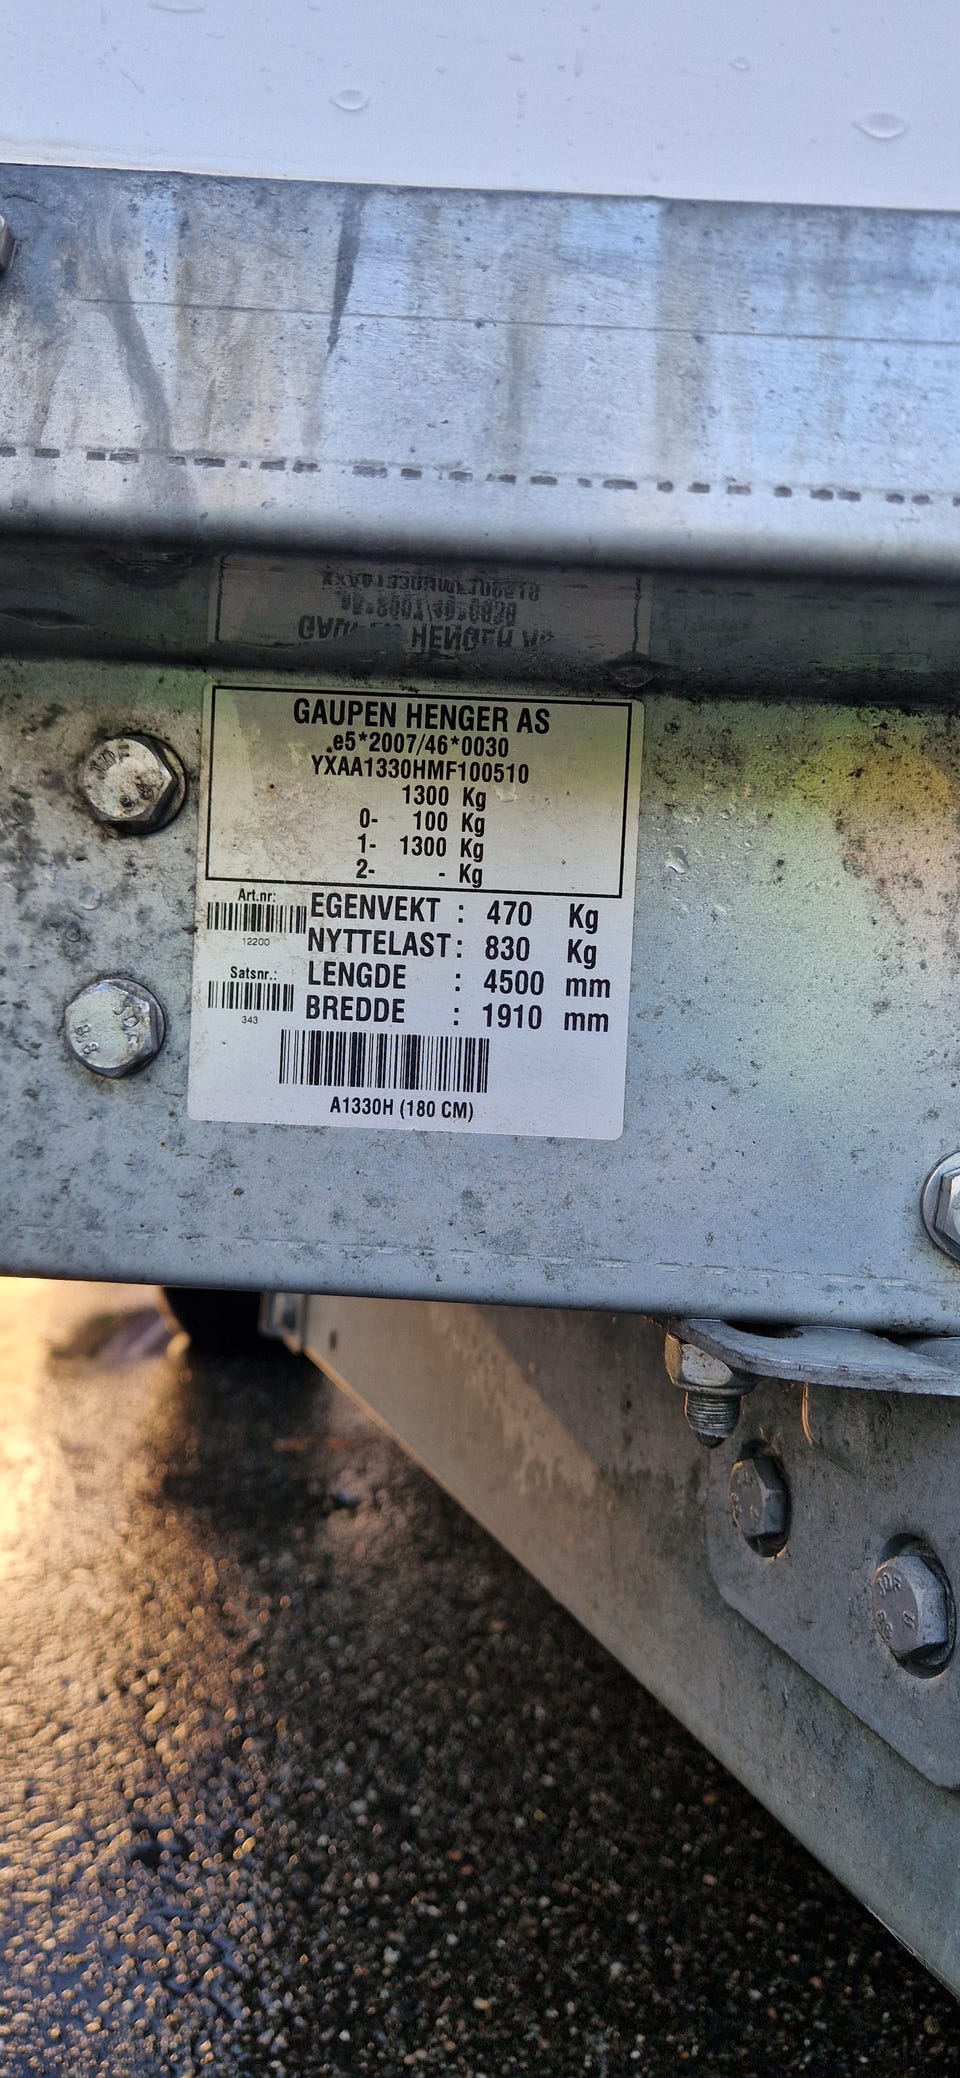 GAUPEN HENGER AS
e5*2007/46*0030
YXAA1330HMF100510
1300 Kg
0- 100 Kg
1- 1300 Kg
2- - Kg
Art.nr:
12200
Satsnr.:
343
EGENVEKT : 470 Kg
NYTTELAST : 830 Kg
LENGDE : 4500 mm
BREDDE : 1910 mm
A1330H (180 CM)